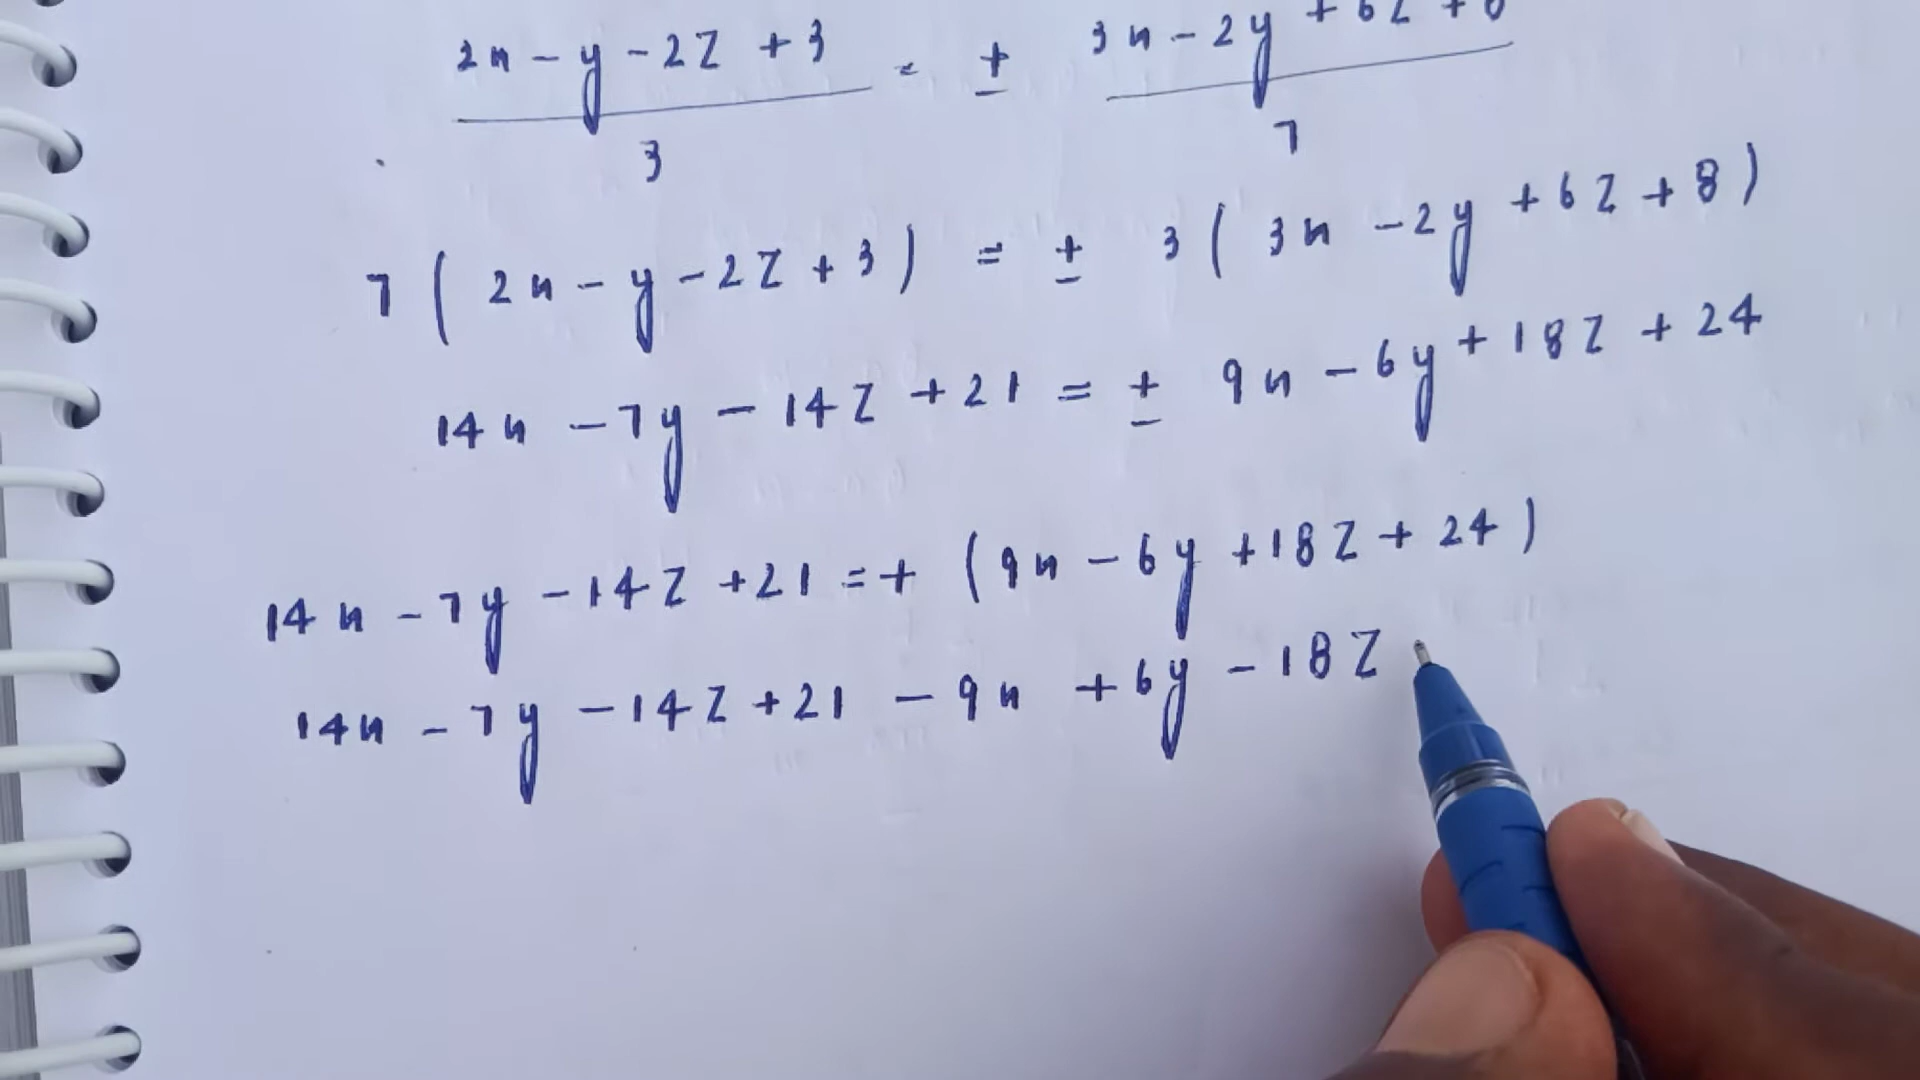 2x - y - 2z + 3 = ± 3x - 2y + 6z + 8
3 7
7 ( 2x - y - 2z + 3 ) = ± 3 ( 3x - 2y + 6z + 8 )
14x - 7y - 14z + 21 = ± 9x - 6y + 18z + 24
14x - 7y - 14z + 21 = + ( 9x - 6y + 18z + 24 )
14x - 7y - 14z + 21 - 9x + 6y - 18z